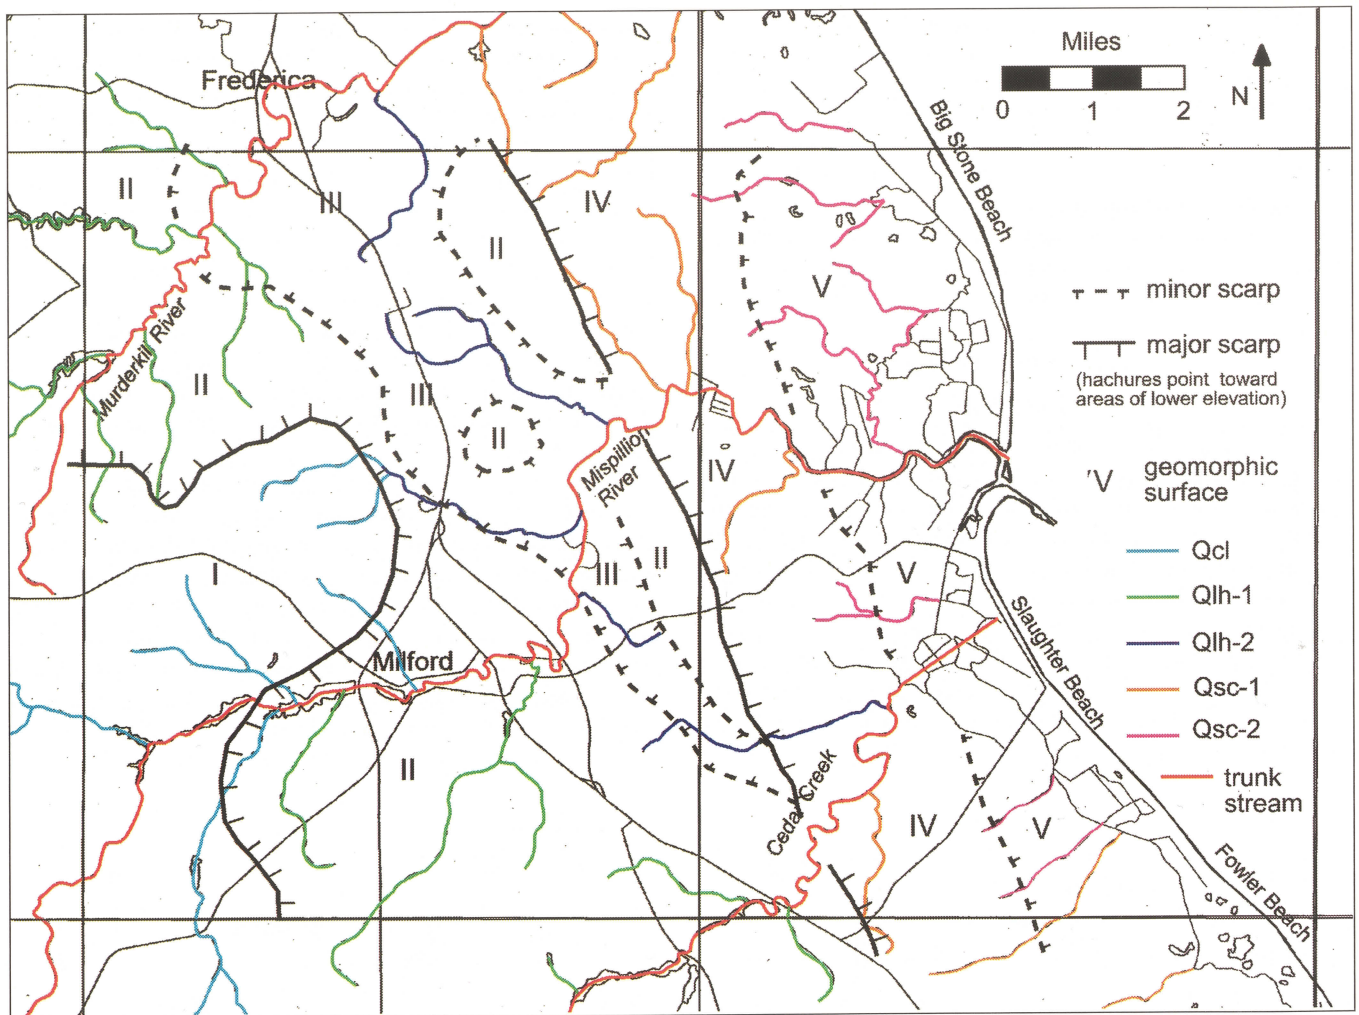 Miles
0 1 2
N
Frederica
Big Stone Beach
II
III
IV
II
V
minor scarp
major scarp
(hachures point toward
areas of lower elevation)
Murderkill River
II
III
II
Mispillion
River
IV
V
geomorphic
surface
I
III
II
V
Qcl
Qlh-1
Qlh-2
Qsc-1
Qsc-2
trunk
stream
Slaughter Beach
Milford
II
Cedar Creek
IV
V
Fowler Beach